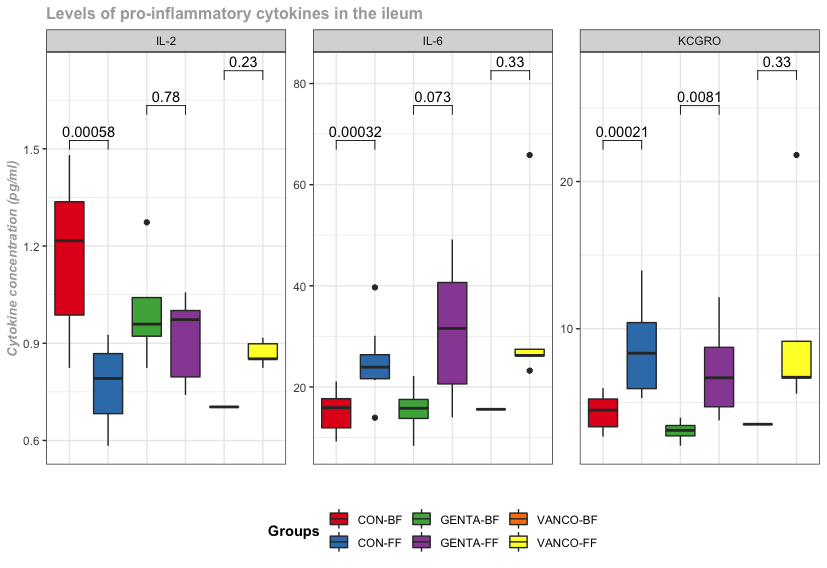 Levels of pro-inflammatory cytokines in the ileum
IL-2 IL-6 KCGRO
0.23 0.33 0.33
0.78 0.073 0.0081
0.00058 0.00032 0.00021
Cytokine concentration (pg/ml)
1.5
1.2
0.9
0.6
80
60
40
20
20
10
Groups
CON-BF GENTA-BF VANCO-BF
CON-FF GENTA-FF VANCO-FF